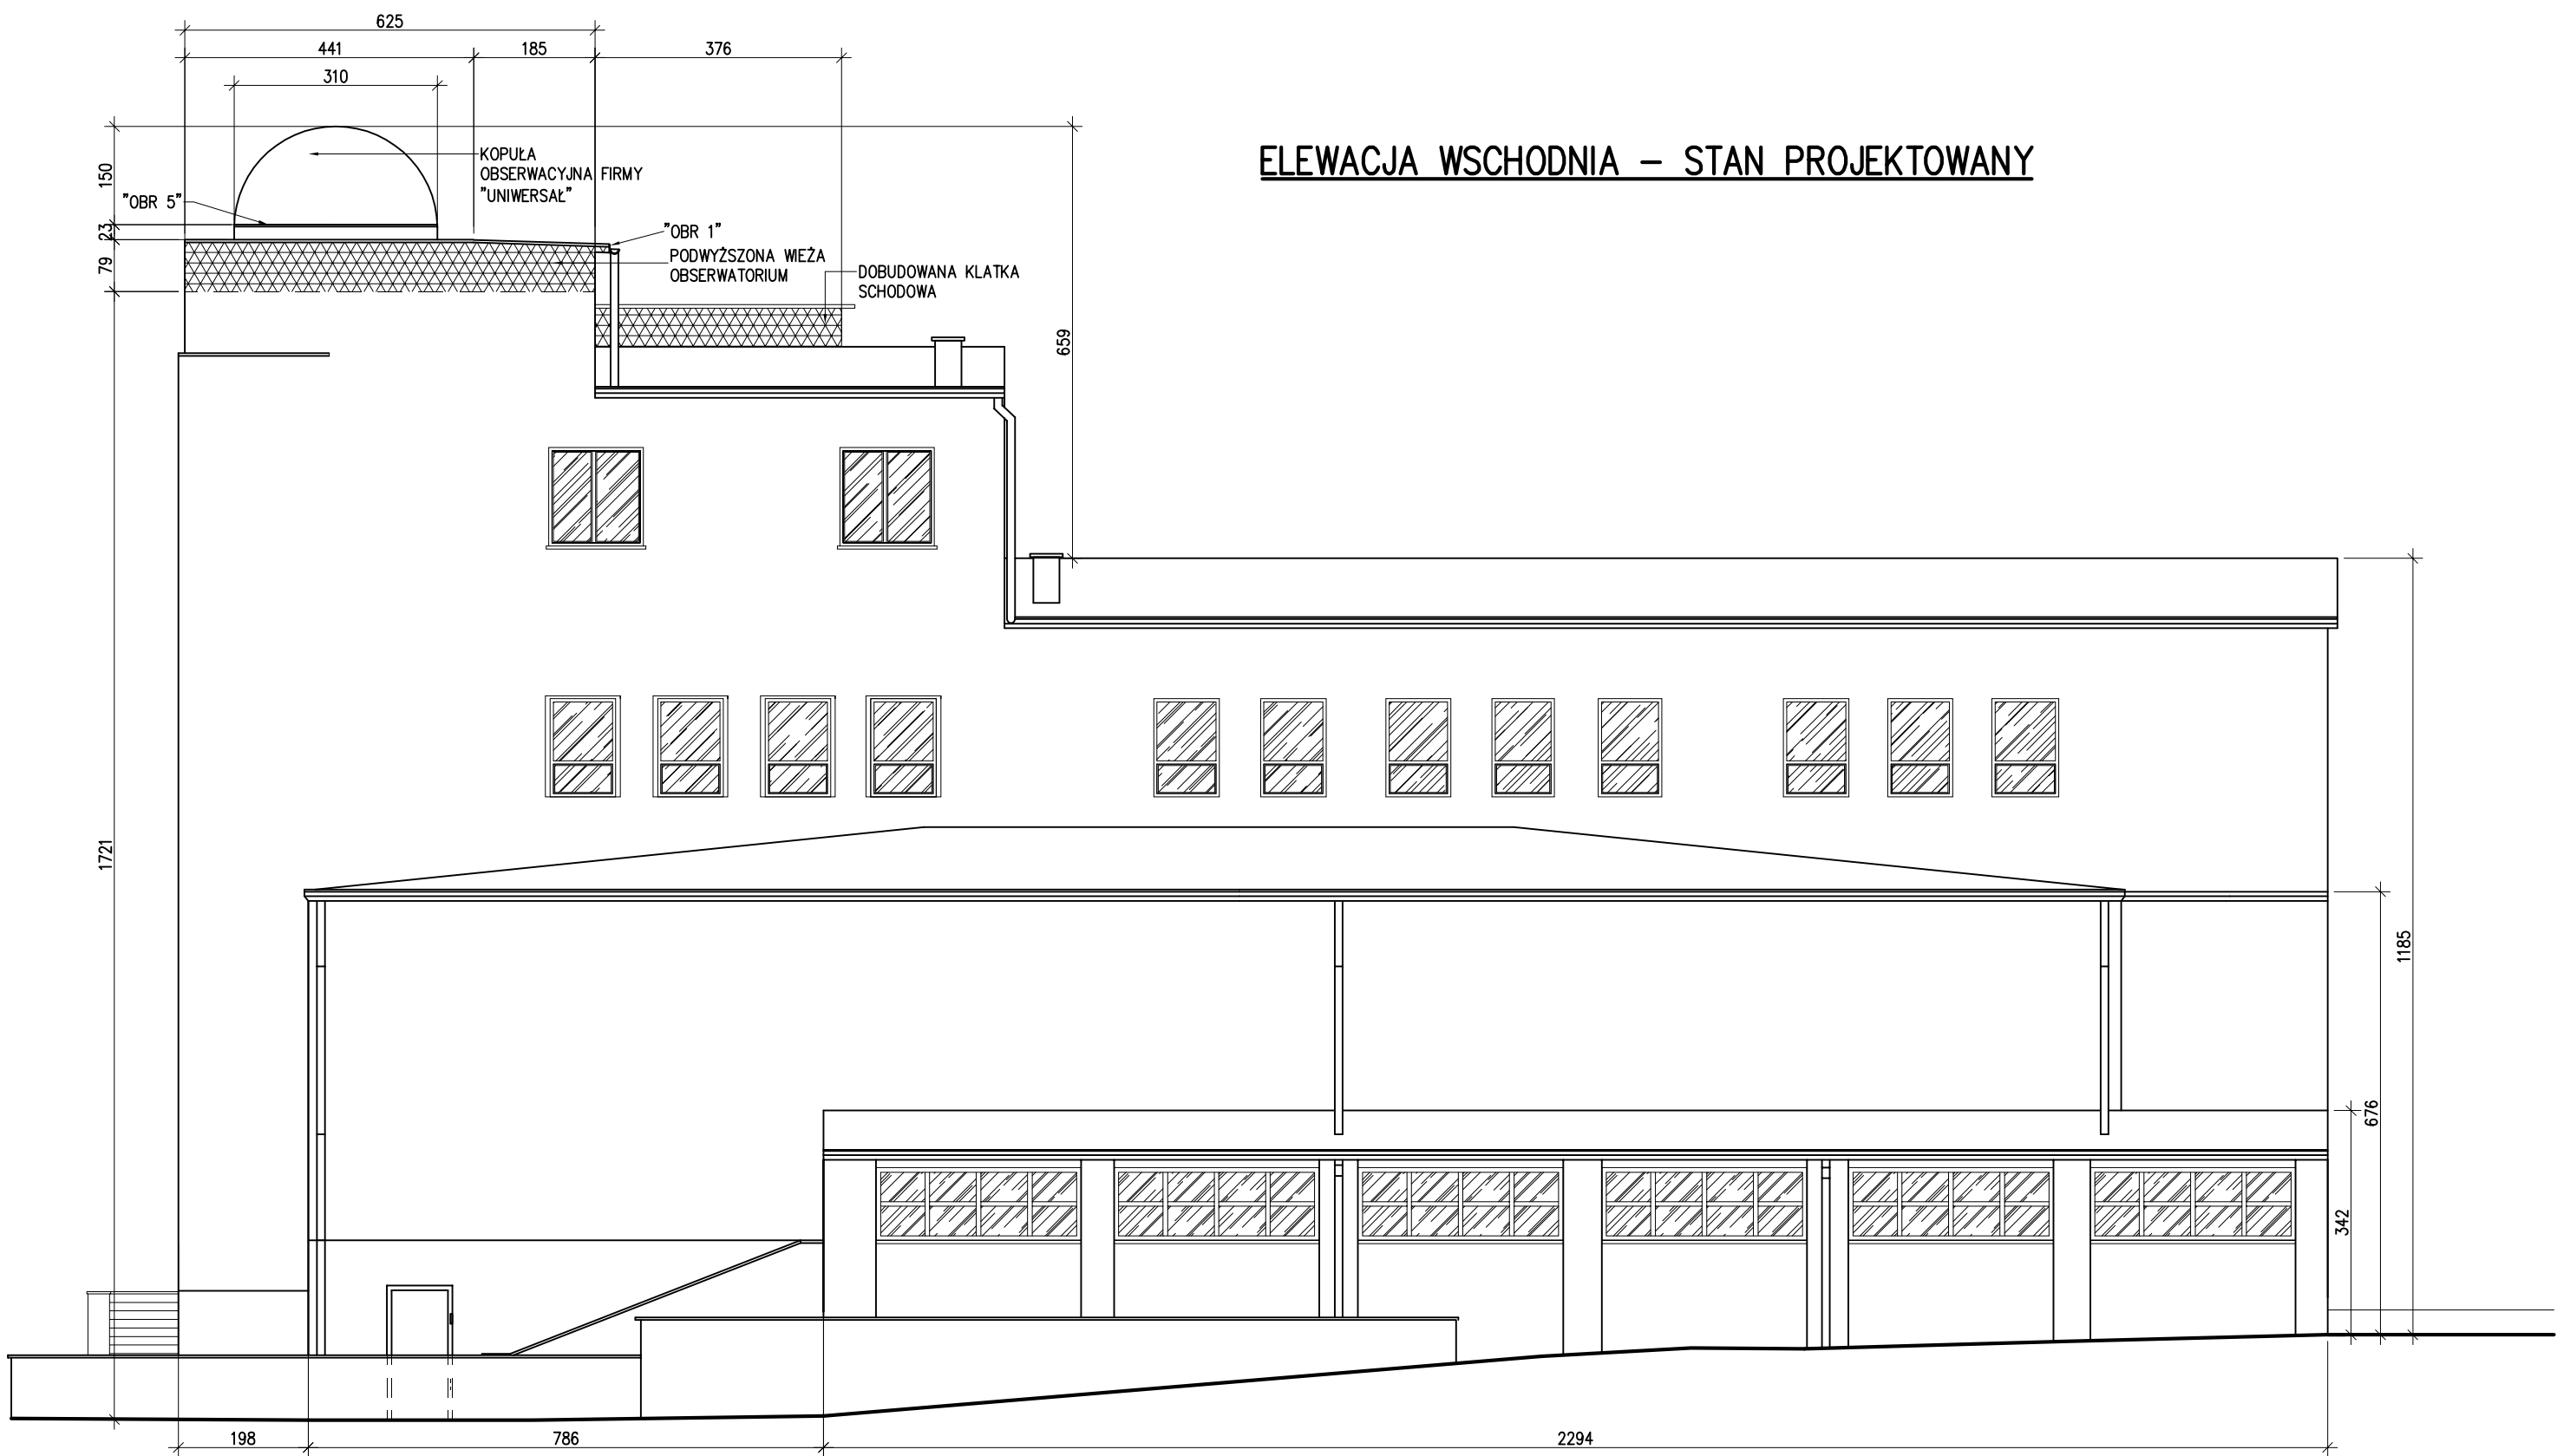 625
441
185
376
310
ELEWACJA WSCHODNIA – STAN PROJEKTOWANY
KOPUŁA
OBSERWACYJNA FIRMY
"UNIWERSAŁ"
150
"OBR 5"
23
"OBR 1"
79
PODWYŻSZONA WIEŻA
OBSERWATORIUM
DOBUDOWANA KLATKA
SCHODOWA
659
1721
1185
676
342
198
786
2294